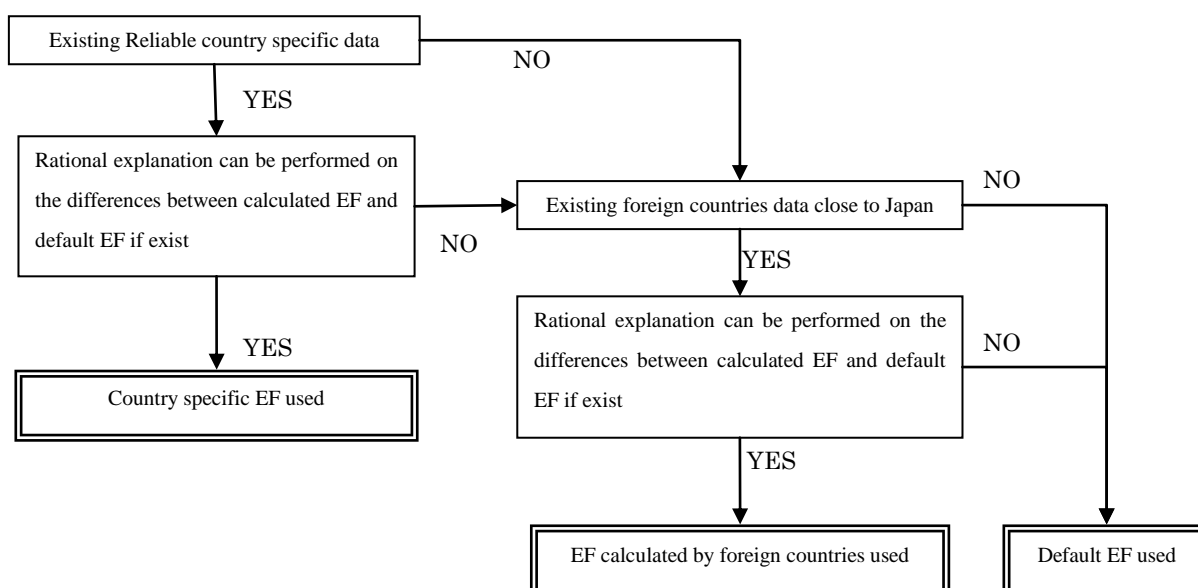 Existing Reliable country specific data
NO
YES
Rational explanation can be performed on
the differences between calculated EF and
default EF if exist
NO
Existing foreign countries data close to Japan
NO
YES
YES
Country specific EF used
Rational explanation can be performed on the
differences between calculated EF and default
EF if exist
NO
YES
EF calculated by foreign countries used
Default EF used